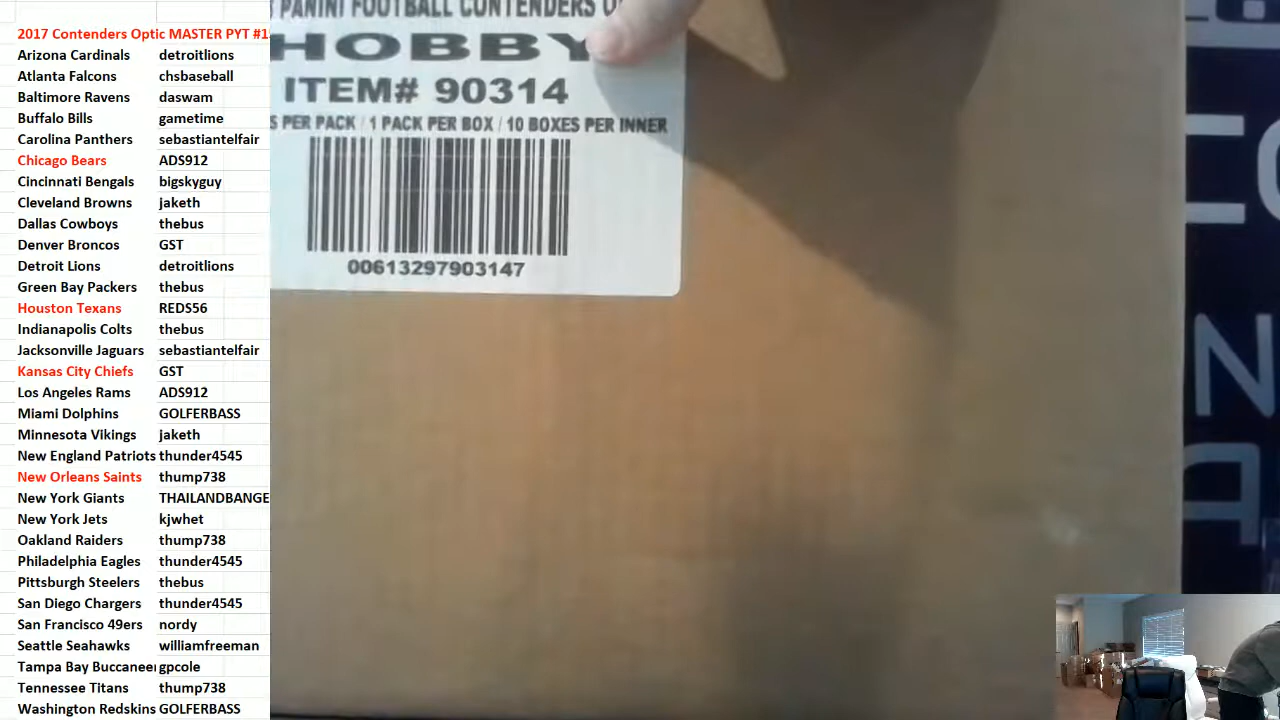 2017 Contenders Optic MASTER PYT #1
Arizona Cardinals detroitlions
Atlanta Falcons chsbaseball
Baltimore Ravens daswam
Buffalo Bills gametime
Carolina Panthers sebastiantelfair
Chicago Bears ADS912
Cincinnati Bengals bigskyguy
Cleveland Browns jaketh
Dallas Cowboys thebus
Denver Broncos GST
Detroit Lions detroitlions
Green Bay Packers thebus
Houston Texans REDS56
Indianapolis Colts thebus
Jacksonville Jaguars sebastiantelfair
Kansas City Chiefs GST
Los Angeles Rams ADS912
Miami Dolphins GOLFERBASS
Minnesota Vikings jaketh
New England Patriots thunder4545
New Orleans Saints thump738
New York Giants THAILANDBANGE
New York Jets kjwhet
Oakland Raiders thump738
Philadelphia Eagles thunder4545
Pittsburgh Steelers thebus
San Diego Chargers thunder4545
San Francisco 49ers nordy
Seattle Seahawks williamfreeman
Tampa Bay Buccaneer gpcole
Tennessee Titans thump738
Washington Redskins GOLFERBASS
PANINI FOOTBALL CONTENDERS O
HOBBY
ITEM# 90314
S PER PACK / 1 PACK PER BOX / 10 BOXES PER INNER
00613297903147